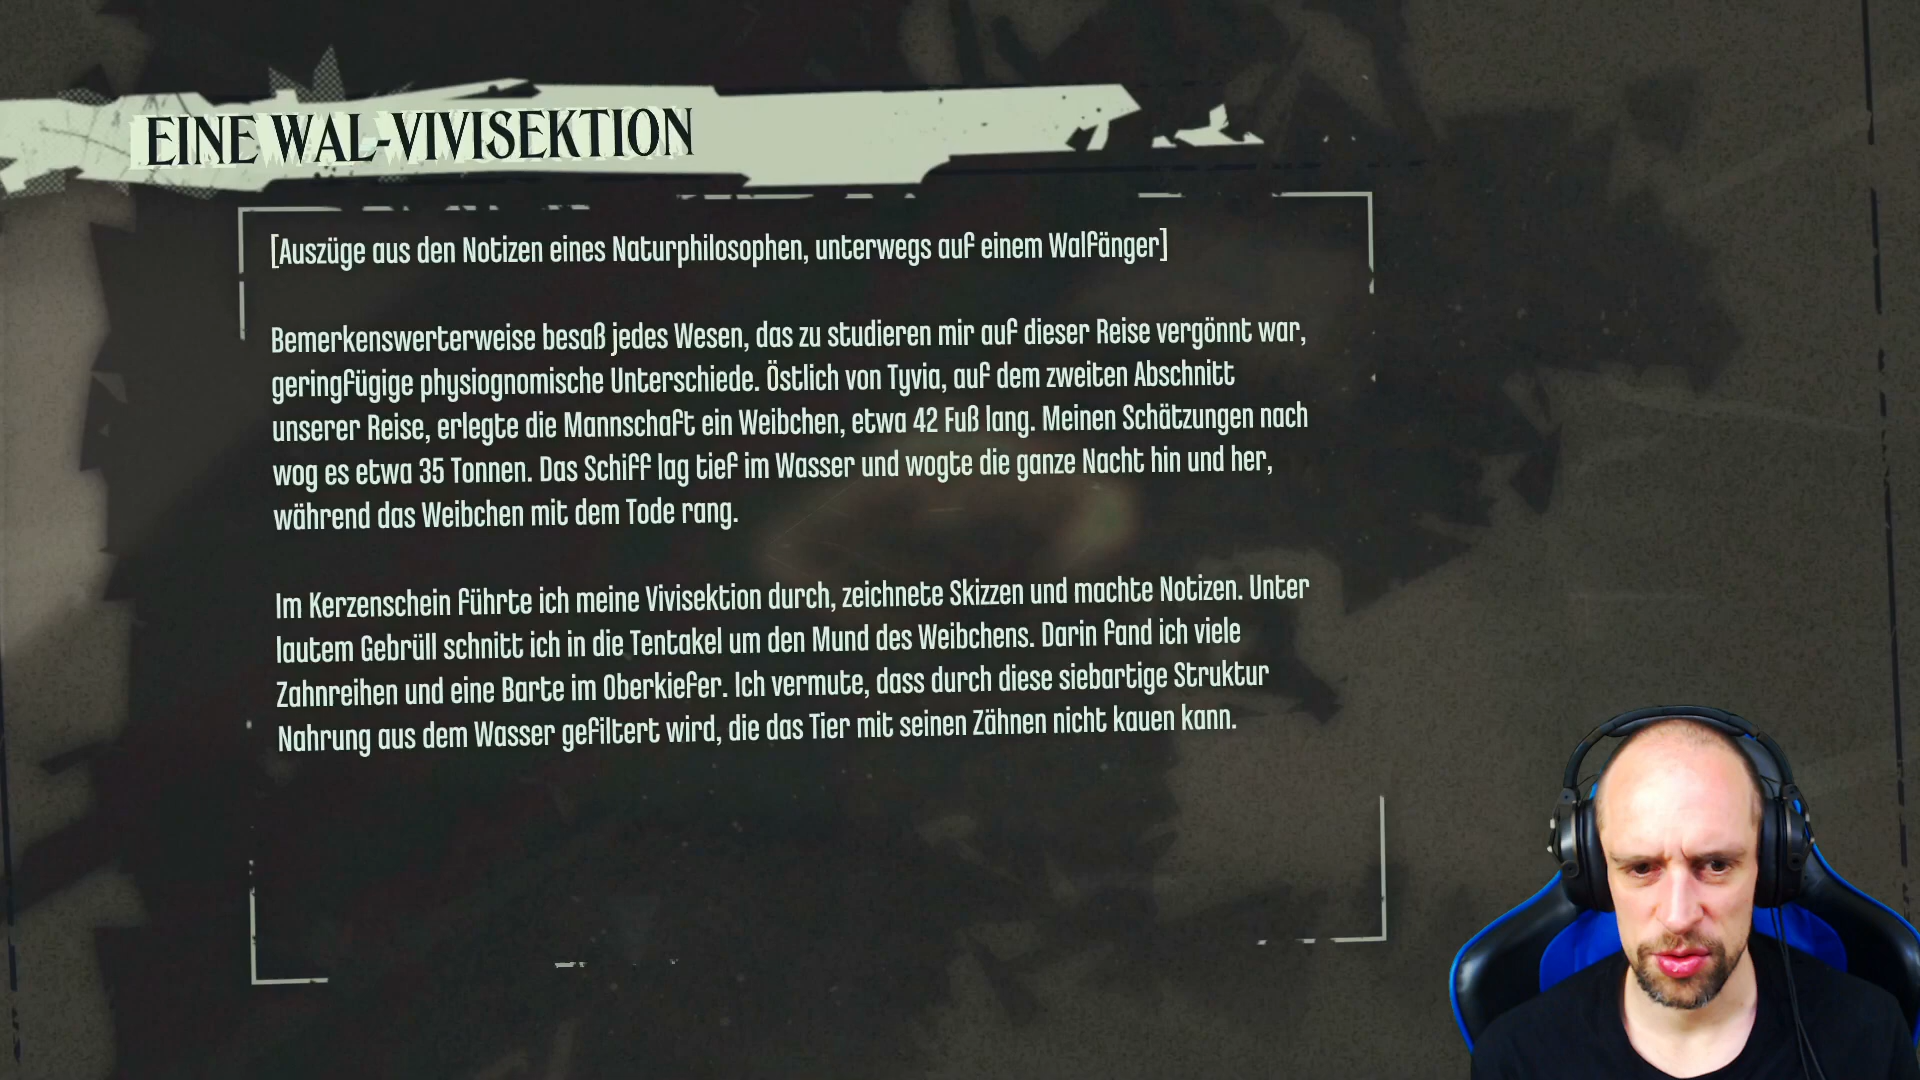 EINE WAL-VIVISEKTION
[Auszüge aus den Notizen eines Naturphilosophen, unterwegs auf einem Walfänger]
Bemerkenswerterweise besaß jedes Wesen, das zu studieren mir auf dieser Reise vergönnt war,
geringfügige physiognomische Unterschiede. Östlich von Tyvia, auf dem zweiten Abschnitt
unserer Reise, erlegte die Mannschaft ein Weibchen, etwa 42 Fuß lang. Meinen Schätzungen nach
wog es etwa 35 Tonnen. Das Schiff lag tief im Wasser und wogte die ganze Nacht hin und her,
während das Weibchen mit dem Tode rang.
Im Kerzenschein führte ich meine Vivisektion durch, zeichnete Skizzen und machte Notizen. Unter
lautem Gebrüll schnitt ich in die Tentakel um den Mund des Weibchens. Darin fand ich viele
Zahnreihen und eine Barte im Oberkiefer. Ich vermute, dass durch diese siebartige Struktur
Nahrung aus dem Wasser gefiltert wird, die das Tier mit seinen Zähnen nicht kauen kann.